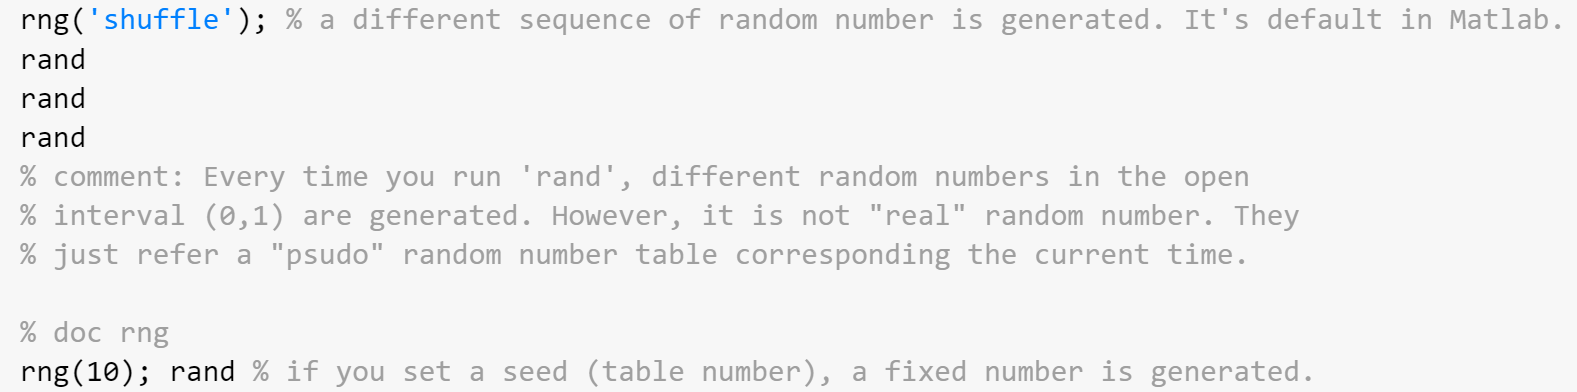 rng('shuffle'); % a different sequence of random number is generated. It's default in Matlab.
rand
rand
rand
% comment: Every time you run 'rand', different random numbers in the open
% interval (0,1) are generated. However, it is not "real" random number. They
% just refer a "psudo" random number table corresponding the current time.
% doc rng
rng(10); rand % if you set a seed (table number), a fixed number is generated.